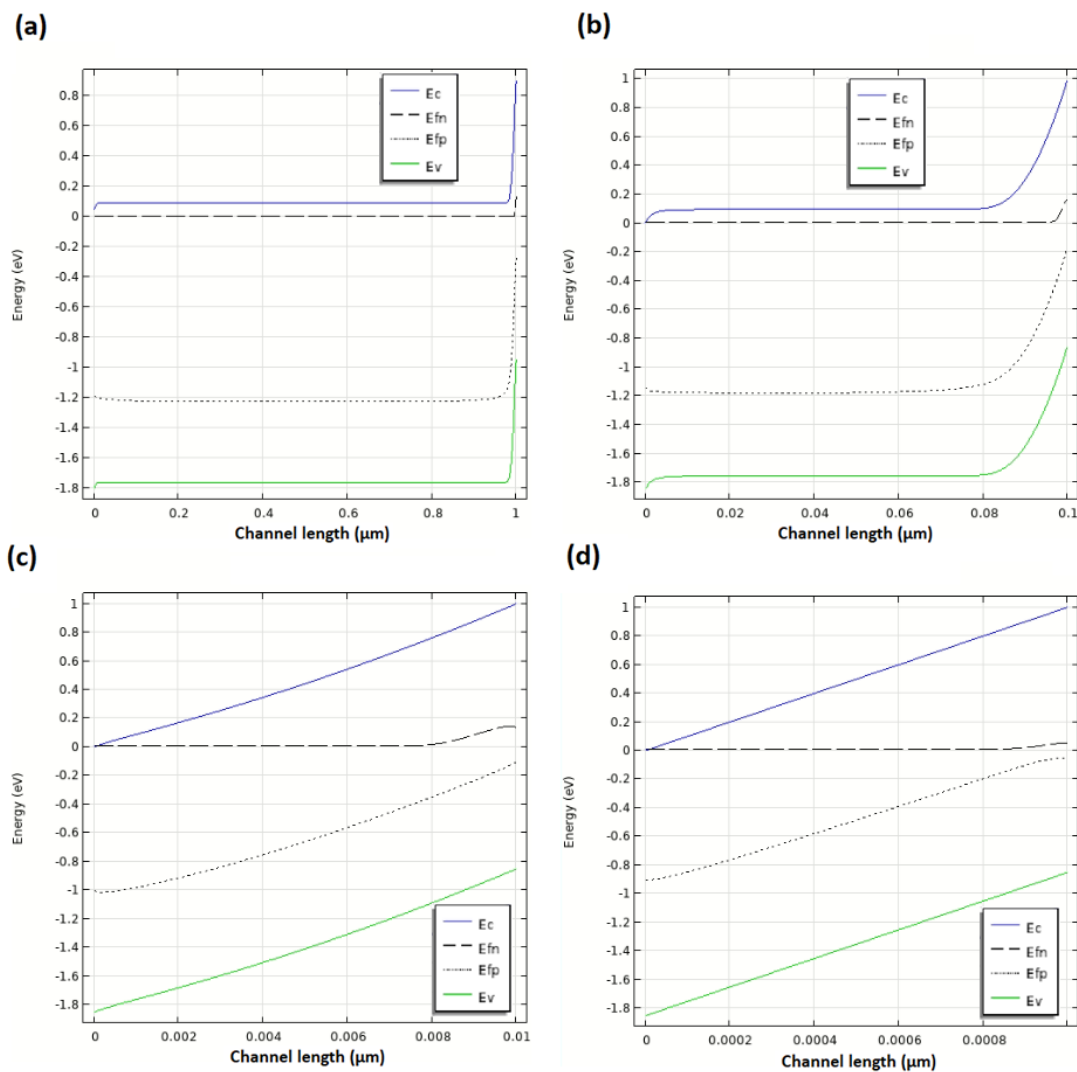 (a)
0.8
0.6
0.4
0.2
0
-0.2
-0.4
-0.6
-0.8
-1
-1.2
-1.4
-1.6
-1.8
Energy (eV)
Ec
Efn
Efp
Ev
0 0.2 0.4 0.6 0.8 1
Channel length (μm)
(b)
1
0.8
0.6
0.4
0.2
0
-0.2
-0.4
-0.6
-0.8
-1
-1.2
-1.4
-1.6
-1.8
Energy (eV)
Ec
Efn
Efp
Ev
0 0.02 0.04 0.06 0.08 0.1
Channel length (μm)
(c)
1
0.8
0.6
0.4
0.2
0
-0.2
-0.4
-0.6
-0.8
-1
-1.2
-1.4
-1.6
-1.8
Energy (eV)
Ec
Efn
Efp
Ev
0 0.002 0.004 0.006 0.008 0.01
Channel length (μm)
(d)
1
0.8
0.6
0.4
0.2
0
-0.2
-0.4
-0.6
-0.8
-1
-1.2
-1.4
-1.6
-1.8
Energy (eV)
Ec
Efn
Efp
Ev
0 0.0002 0.0004 0.0006 0.0008
Channel length (μm)